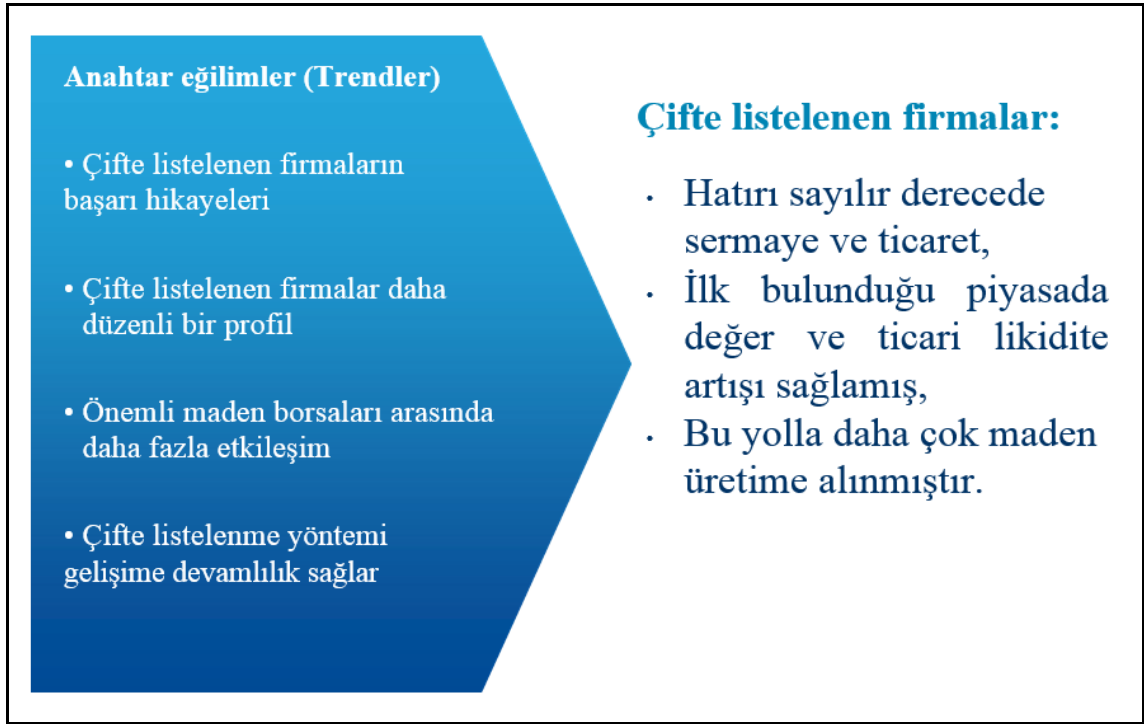 Anahtar eğilimler (Trendler)
• Çifte listelenen firmaların
başarı hikayeleri
• Çifte listelenen firmalar daha
düzenli bir profil
• Önemli maden borsaları arasında
daha fazla etkileşim
• Çifte listelenme yöntemi
gelişime devamlılık sağlar
Çifte listelenen firmalar:
• Hatırı sayılır derecede
sermaye ve ticaret,
• İlk bulunduğu piyasada
değer ve ticari likidite
artışı sağlamış,
• Bu yolla daha çok maden
üretime alınmıştır.